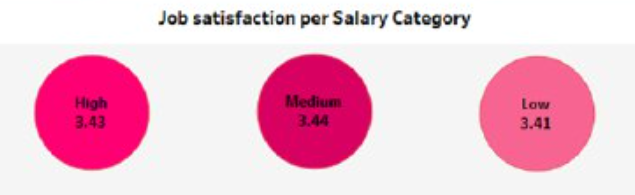 Job satisfaction per Salary Category
High
3.43
Medium
3.44
Low
3.41